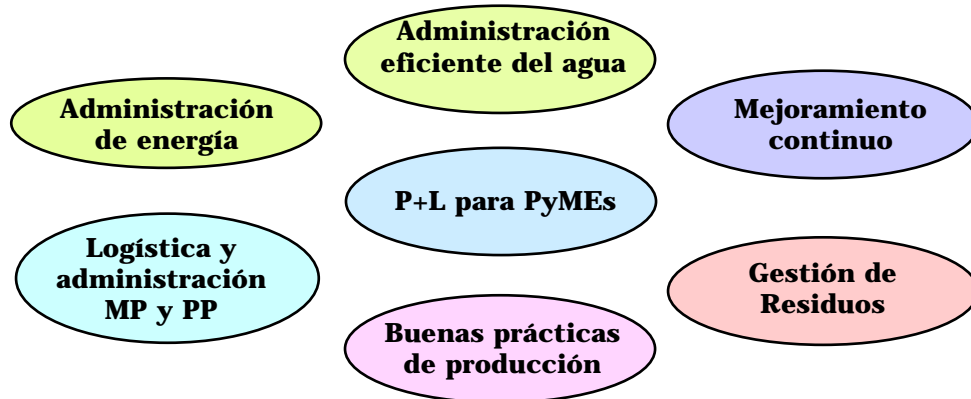 Administración
eficiente del agua
Administración
de energía
Mejoramiento
continuo
P+L para PyMEs
Logística y
administración
MP y PP
Gestión de
Residuos
Buenas prácticas
de producción